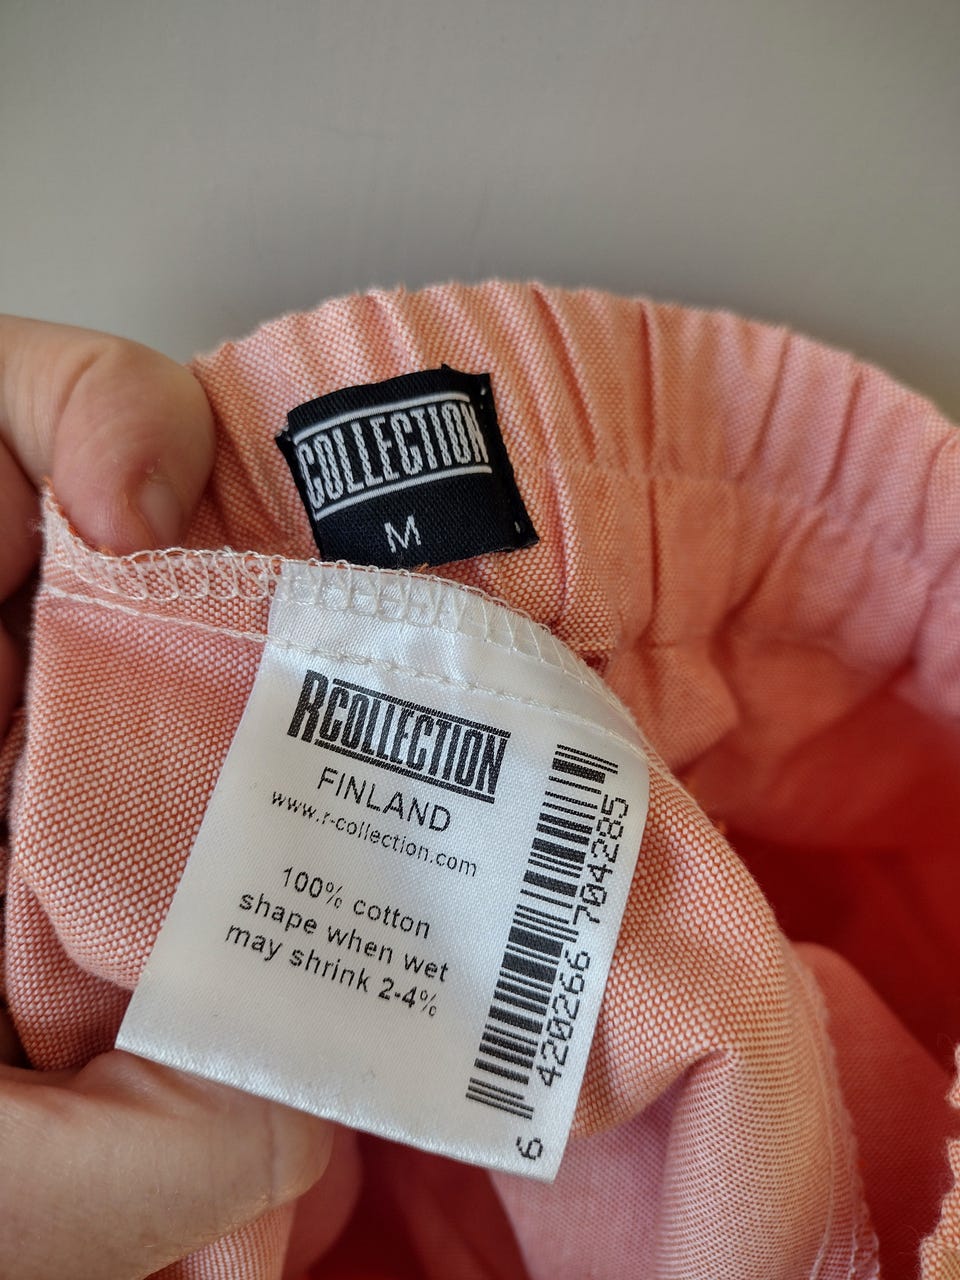 COLLECTION
M
RCOLLECTION
FINLAND
www.r-collection.com
100% cotton
shape when wet
may shrink 2-4%
6 420266 704285